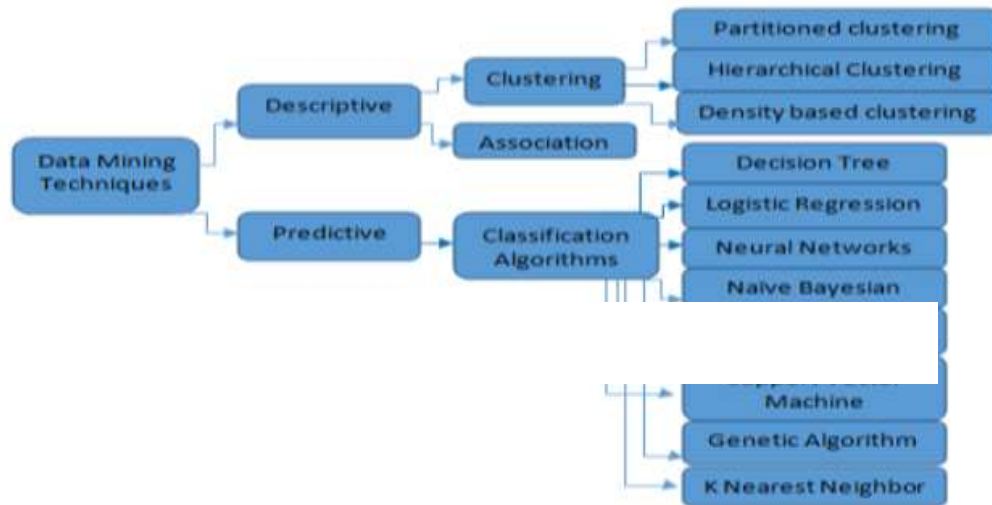 Partitioned clustering
Clustering
Hierarchical Clustering
Descriptive
Density based clustering
Association
Data Mining
Techniques
Decision Tree
Logistic Regression
Predictive
Classification
Algorithms
Neural Networks
Naïve Bayesian
Machine
Genetic Algorithm
K Nearest Neighbor